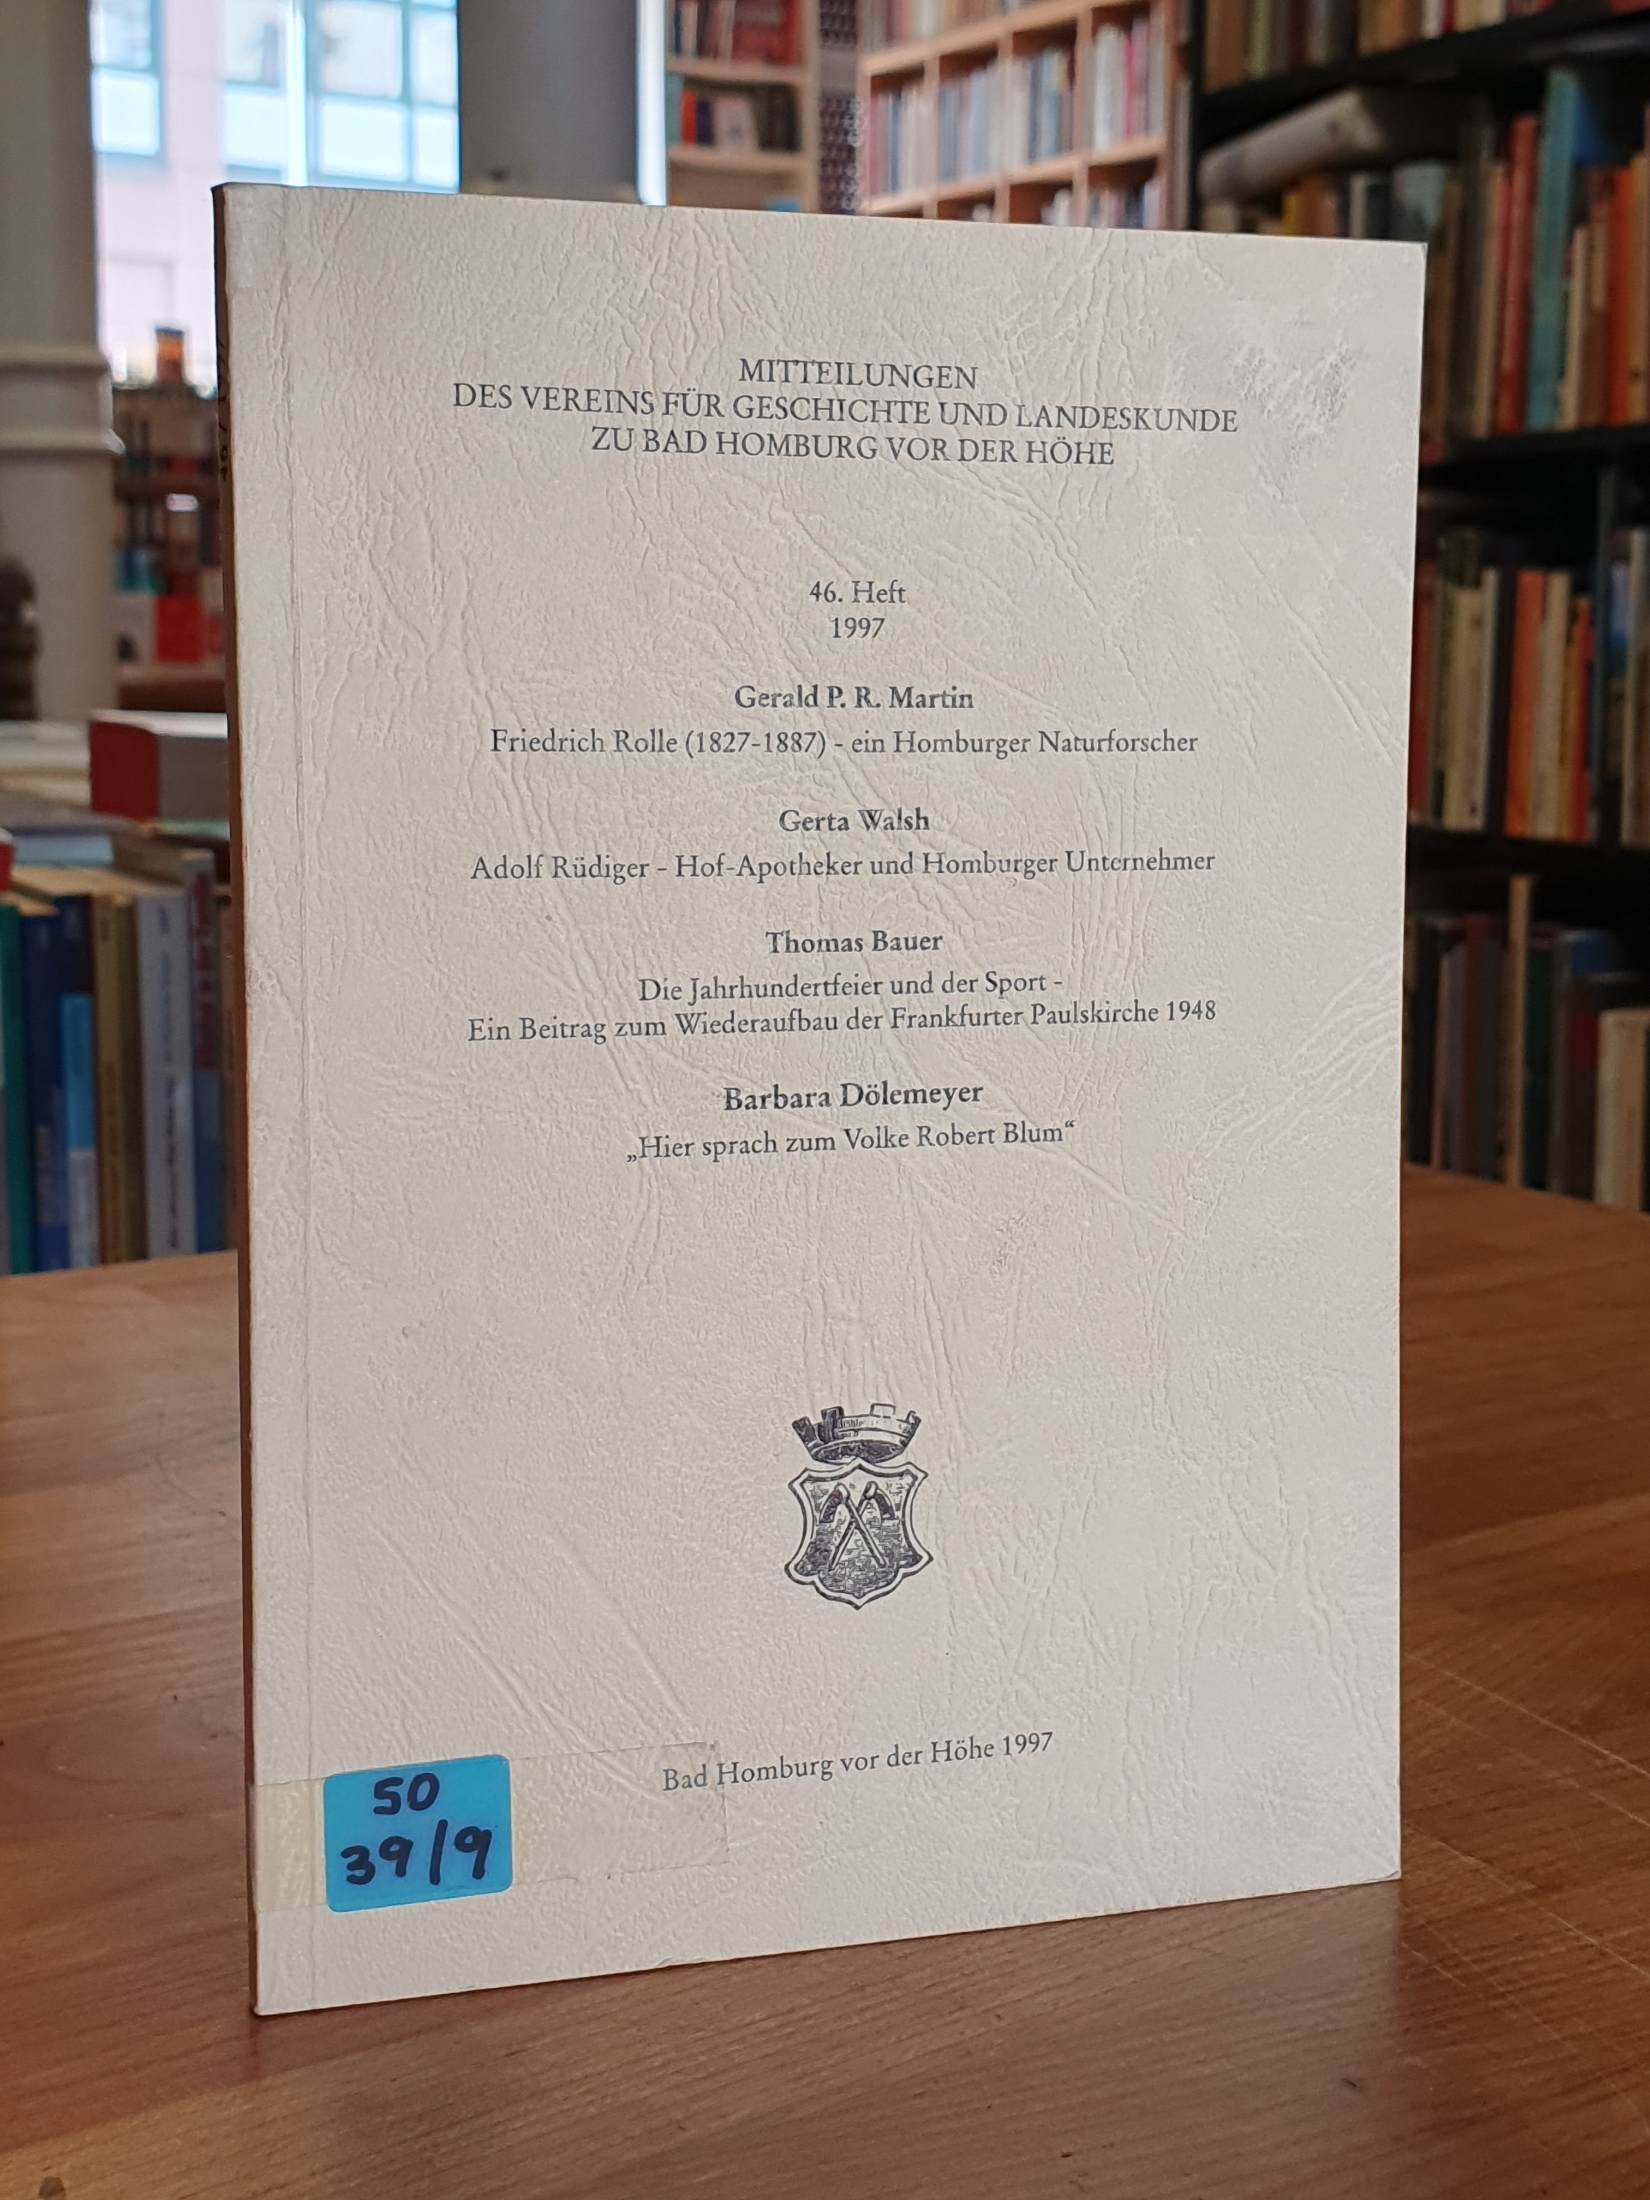 MITTEILUNGEN
DES VEREINS FÜR GESCHICHTE UND LANDESKUNDE
ZU BAD HOMBURG VOR DER HÖHE
46. Heft
1997
Gerald P. R. Martin
Friedrich Rolle (1827-1887) - ein Homburger Naturforscher
Gerta Walsh
Adolf Rüdiger - Hof-Apotheker und Homburger Unternehmer
Thomas Bauer
Die Jahrhundertfeier und der Sport -
Ein Beitrag zum Wiederaufbau der Frankfurter Paulskirche 1948
Barbara Dölemeyer
„Hier sprach zum Volke Robert Blum“
Bad Homburg vor der Höhe 1997
SO
39/9